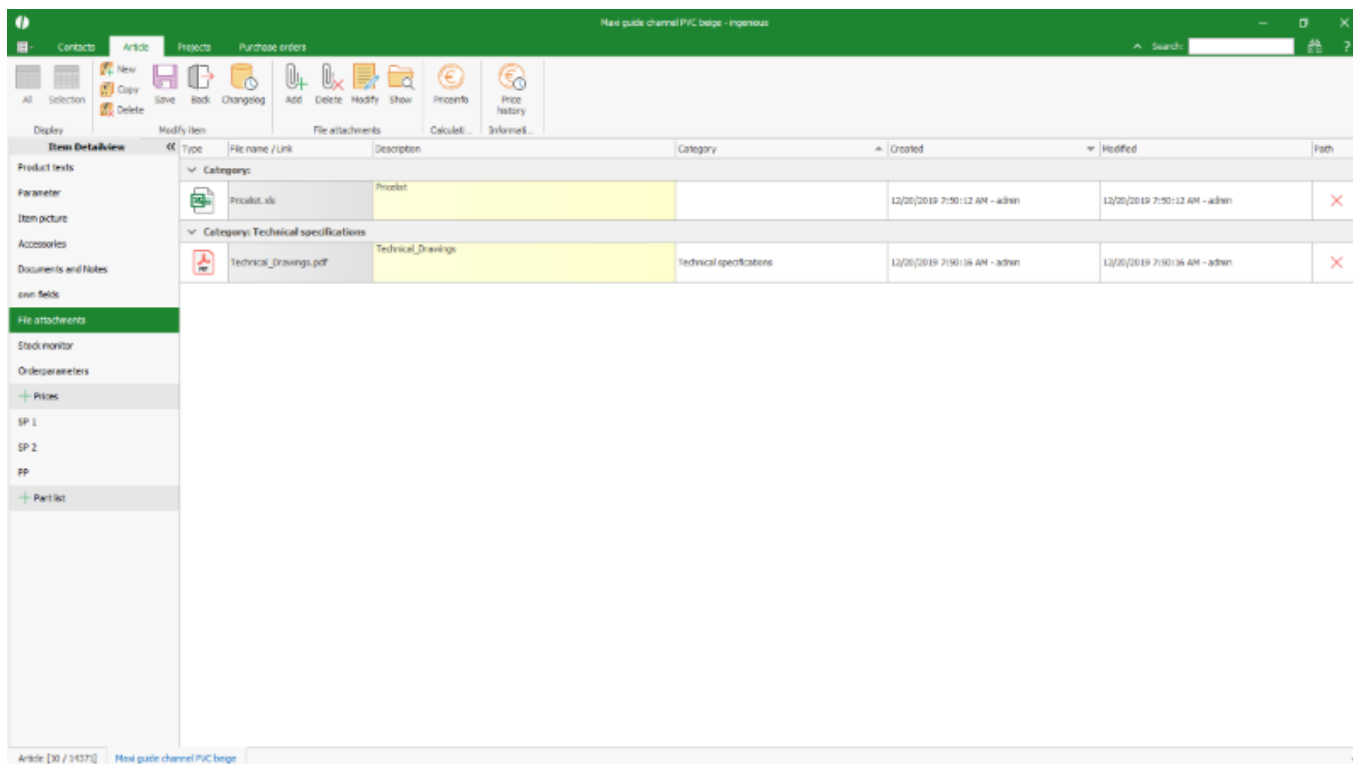 Maxi guide channel PVC beige - ingenious
Contacts Article Projects Purchase orders Search: ?
All Selection New Copy Delete Save Back Changelog Add Delete Modify Show Priceinfo Price history
Display Modify item File attachments Calculati... Informati...
Item Detailview « Type File name / Link Description Category Created Modified Path
Product texts
Category:
Parameter
Pricelist.xls Pricelist 12/20/2019 7:50:12 AM - admin 12/20/2019 7:50:12 AM - admin
Item picture
Category: Technical specifications
Accessories
Technical_Drawings.pdf Technical_Drawings Technical specifications 12/20/2019 7:50:16 AM - admin 12/20/2019 7:50:16 AM - admin
Documents and Notes
own fields
File attachments
Stock monitor
Orderparameters
Prices
SP 1
SP 2
PP
Part list
Article [30 / 14371] Maxi guide channel PVC beige